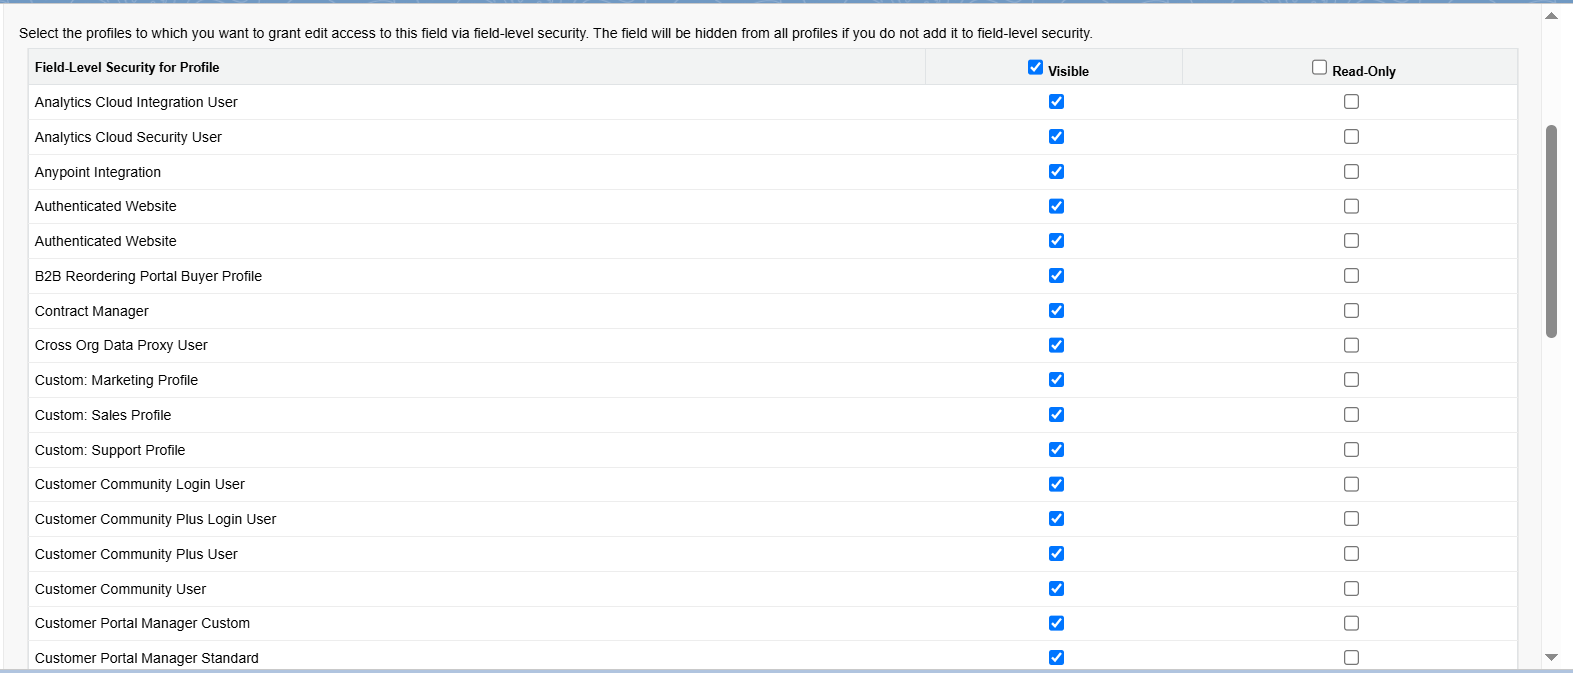 Select the profiles to which you want to grant edit access to this field via field-level security. The field will be hidden from all profiles if you do not add it to field-level security.
Field-Level Security for Profile Visible Read-Only
Analytics Cloud Integration User
Analytics Cloud Security User
Anypoint Integration
Authenticated Website
Authenticated Website
B2B Reordering Portal Buyer Profile
Contract Manager
Cross Org Data Proxy User
Custom: Marketing Profile
Custom: Sales Profile
Custom: Support Profile
Customer Community Login User
Customer Community Plus Login User
Customer Community Plus User
Customer Community User
Customer Portal Manager Custom
Customer Portal Manager Standard